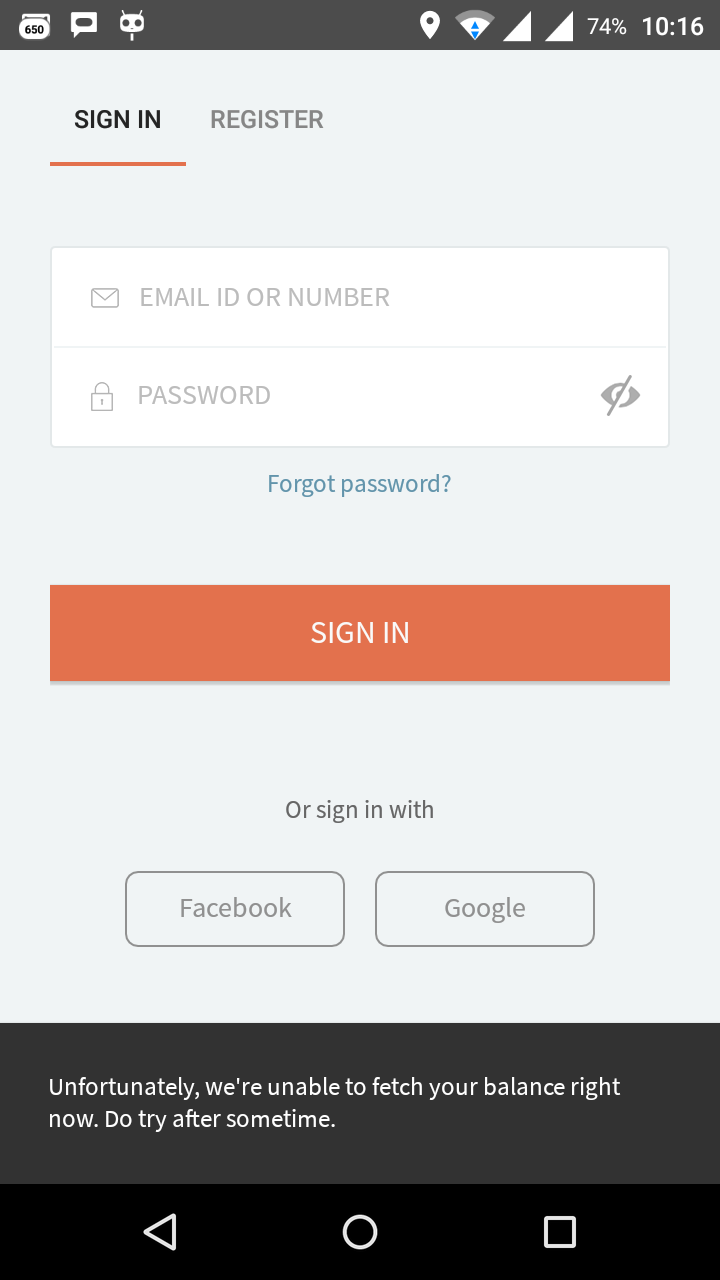 650 74% 10:16
SIGN IN REGISTER
EMAIL ID OR NUMBER
PASSWORD
Forgot password?
SIGN IN
Or sign in with
Facebook Google
Unfortunately, we're unable to fetch your balance right
now. Do try after sometime.